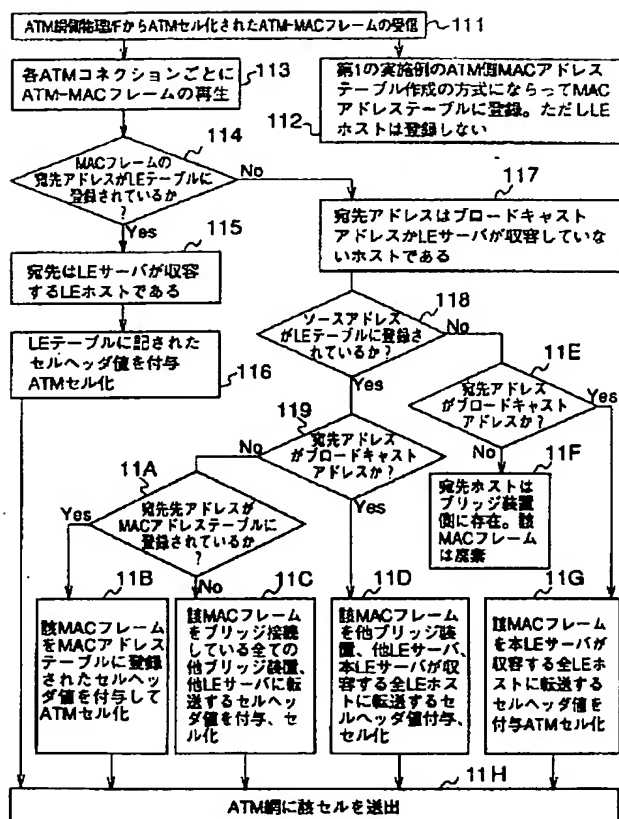 ATM網側物理I/FからATMセル化されたATM-MACフレームの受信
111
各ATMコネクションごとに
ATM-MACフレームの再生
113
第1の実施例のATM側MACアドレス
テーブル作成の方式にならってMAC
アドレステーブルに登録。ただしLE
ホストは登録しない
112
114
MACフレームの
宛先アドレスがLEテーブルに
登録されているか
?
No
Yes
115
宛先はLEサーバが収容
するLEホストである
117
宛先アドレスはブロードキャスト
アドレスかLEサーバが収容していな
いホストである
LEテーブルに記された
セルヘッダ値を付与
ATMセル化
116
118
ソースアドレス
がLEテーブルに登録さ
れているか?
No
Yes
11E
宛先アドレス
がブロードキャスト
アドレスか?
Yes
No
119
宛先アドレス
がブロードキャスト
アドレスか?
No
Yes
11F
宛先ホストは
ブリッジ装置
側に存在。該
MACフレーム
は廃棄
11A
宛先先アドレスが
MACアドレステーブルに
登録されているか
?
Yes
No
11B
該MACフレーム
をMACアドレス
テーブルに登録
されたセルヘッ
ダ値を付与して
ATMセル化
11C
該MACフレーム
をブリッジ接続
している全ての
他ブリッジ装置、
他LEサーバに転
送するセルヘッ
ダ値を付与、セ
ル化
11D
該MACフレーム
を他ブリッジ装
置、他LEサーバ、
本LEサーバが収
容する全LEホス
トに転送するセ
ルヘッダ値付与、
セル化
11G
該MACフレーム
を本LEサーバが
収容する全LEホ
ストに転送する
セルヘッダ値を
付与ATMセル化
11H
ATM網に該セルを送出